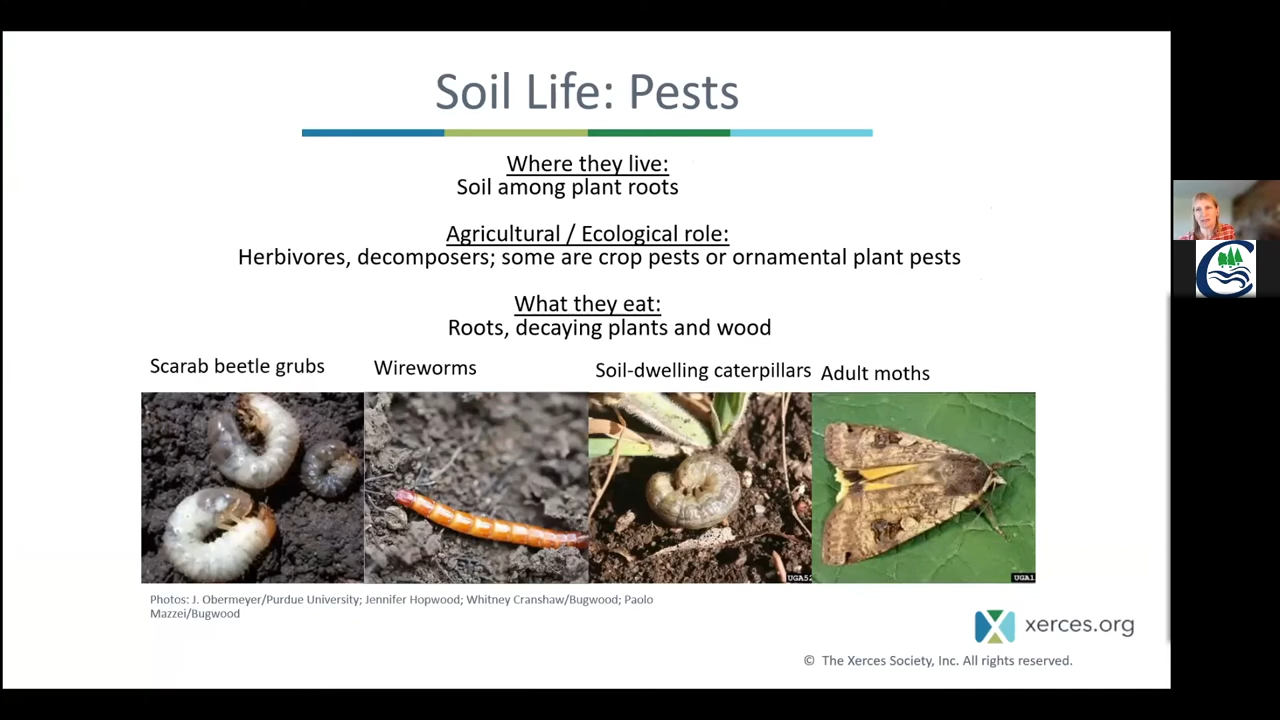 Soil Life: Pests
Where they live:
Soil among plant roots
Agricultural / Ecological role:
Herbivores, decomposers; some are crop pests or ornamental plant pests
What they eat:
Roots, decaying plants and wood
Scarab beetle grubs
Wireworms
Soil-dwelling caterpillars
Adult moths
UGA52
UGA1
Photos: J. Obermeyer/Purdue University; Jennifer Hopwood; Whitney Cranshaw/Bugwood; Paolo
Mazzei/Bugwood
xerces.org
© The Xerces Society, Inc. All rights reserved.